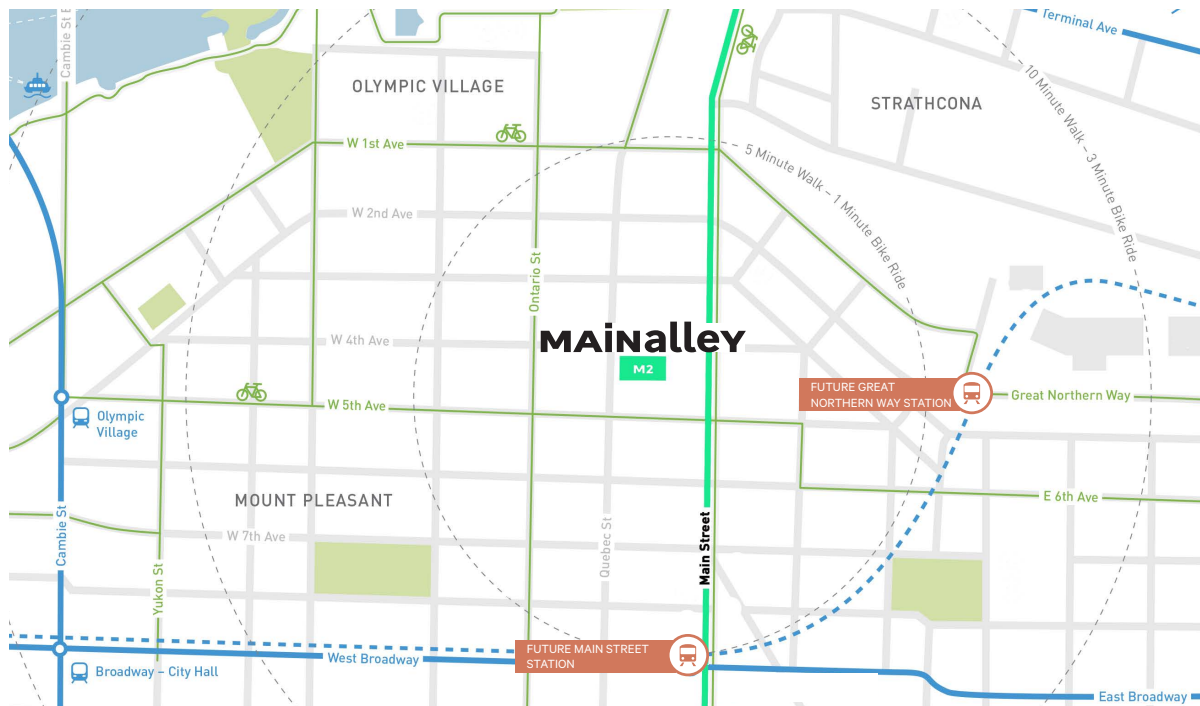 Cambie St B
Terminal Ave
OLYMPIC VILLAGE
STRATHCONA
10 Minute Walk – 3 Minute Bike Ride
W 1st Ave
5 Minute Walk – 1 Minute Bike Ride
W 2nd Ave
Ontario St
MAiNalleY
W 4th Ave
M2
FUTURE GREAT
NORTHERN WAY STATION
Great Northern Way
W 5th Ave
Olympic
Village
MOUNT PLEASANT
E 6th Ave
Cambie St
W 7th Ave
Quebec St
Main Street
Yukon St
FUTURE MAIN STREET
STATION
West Broadway
Broadway – City Hall
East Broadway